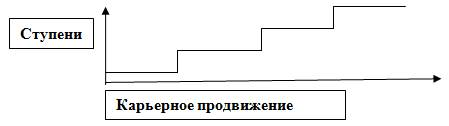 Ступени
Карьерное продвижение